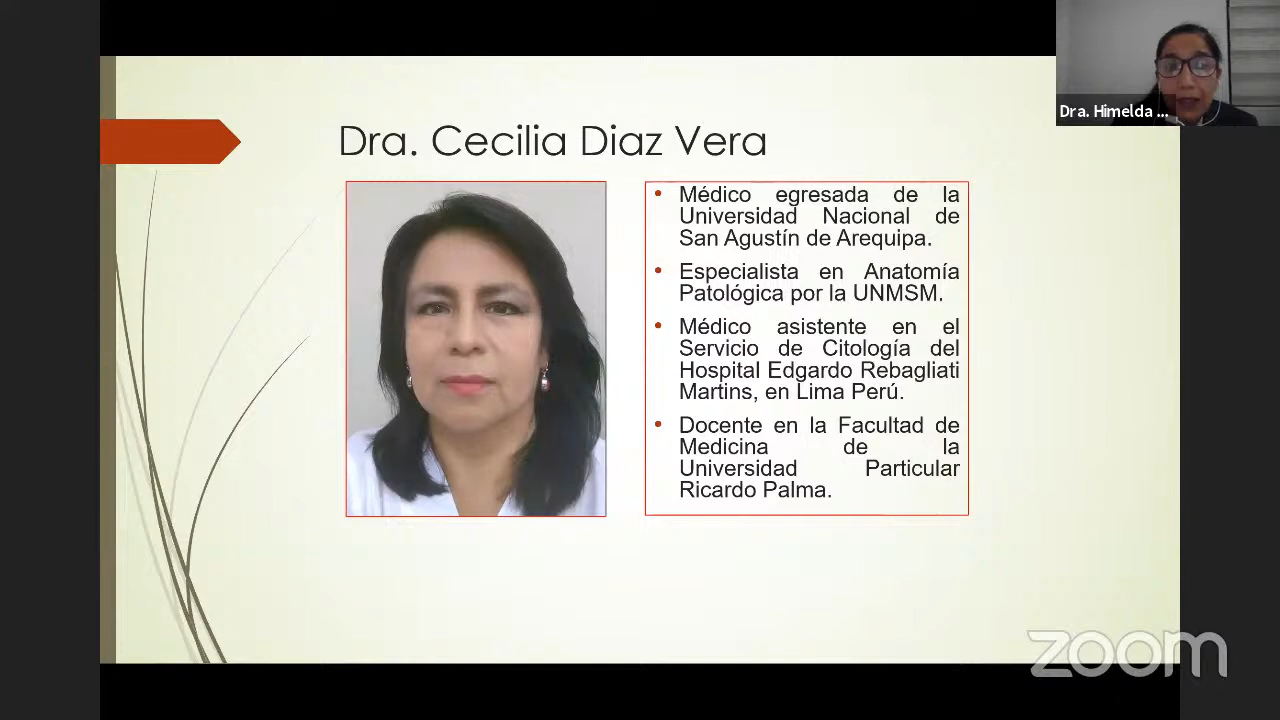 Dra. Himelda ...
Dra. Cecilia Diaz Vera
• Médico egresada de la
Universidad Nacional de
San Agustín de Arequipa.
• Especialista en Anatomía
Patológica por la UNMSM.
• Médico asistente en el
Servicio de Citología del
Hospital Edgardo Rebagliati
Martins, en Lima Perú.
• Docente en la Facultad de
Medicina de la
Universidad Particular
Ricardo Palma.
zoom